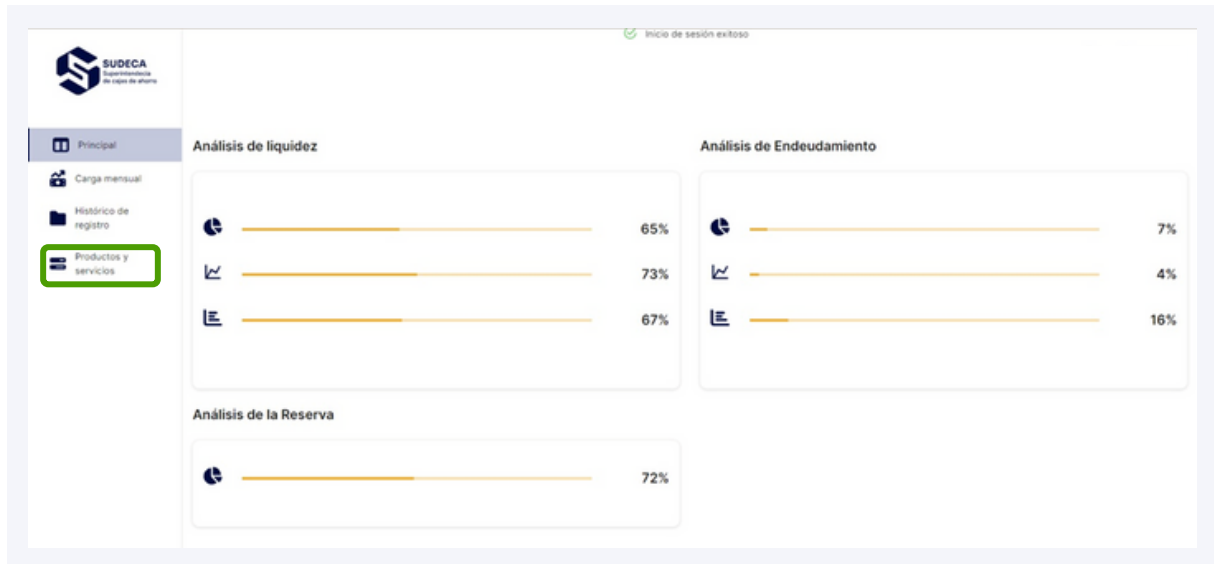 Inicio de sesión exitoso
SUDECA
Superintendecia
de cajas de ahorro
Principal
Carga mensual
Histórico de
registro
Productos y
servicios
Análisis de liquidez
65%
73%
67%
Análisis de Endeudamiento
7%
4%
16%
Análisis de la Reserva
72%